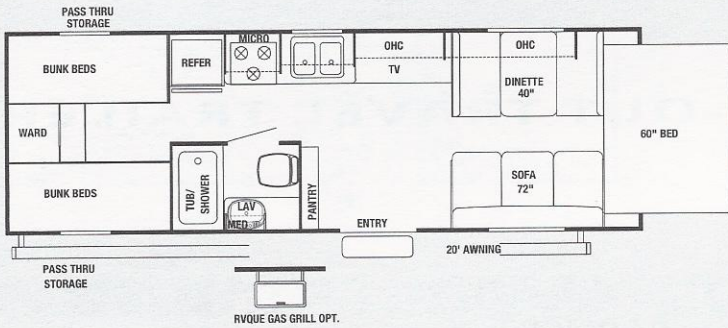 PASS THRU
STORAGE
MICRO
BUNK BEDS
REFER
OHC
TV
OHC
DINETTE
40"
WARD
60" BED
BUNK BEDS
TUB/
SHOWER
LAV
MED
PANTRY
SOFA
72"
ENTRY
20' AWNING
PASS THRU
STORAGE
RVQUE GAS GRILL OPT.